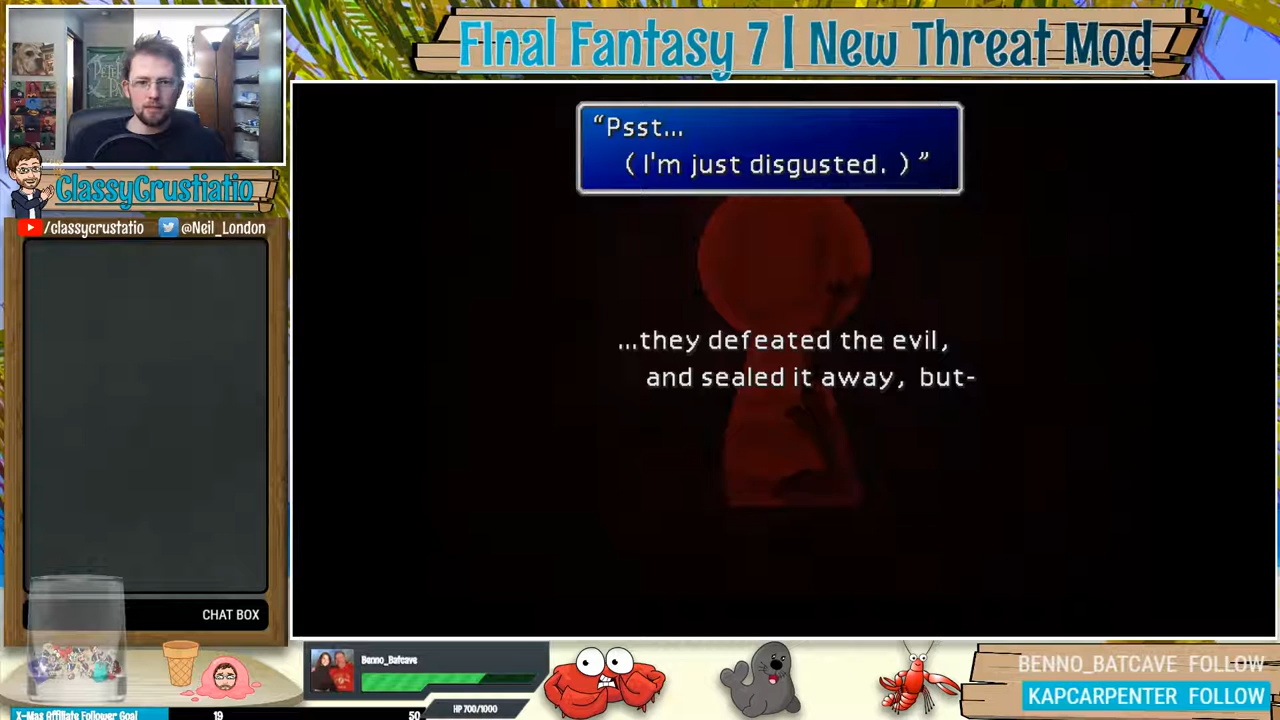 FInal Fantasy 7 | New Threat Mod
“Psst...
( I'm just disgusted. ) ”
...they defeated the evil,
and sealed it away, but-
ClassyCrustiatio
/classycrustatio
@Neil_London
CHAT BOX
Benno_Batcave
HP 700/1000
BENNO_BATCAVE FOLLOW
KAPCARPENTER FOLLOW
X-Mas Affiliate Follower Goal
19
50